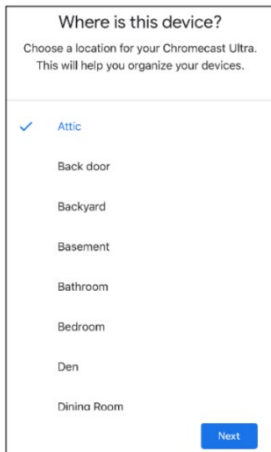 Where is this device?
Choose a location for your Chromecast Ultra.
This will help you organize your devices.
Attic
Back door
Backyard
Basement
Bathroom
Bedroom
Den
Dining Room
Next